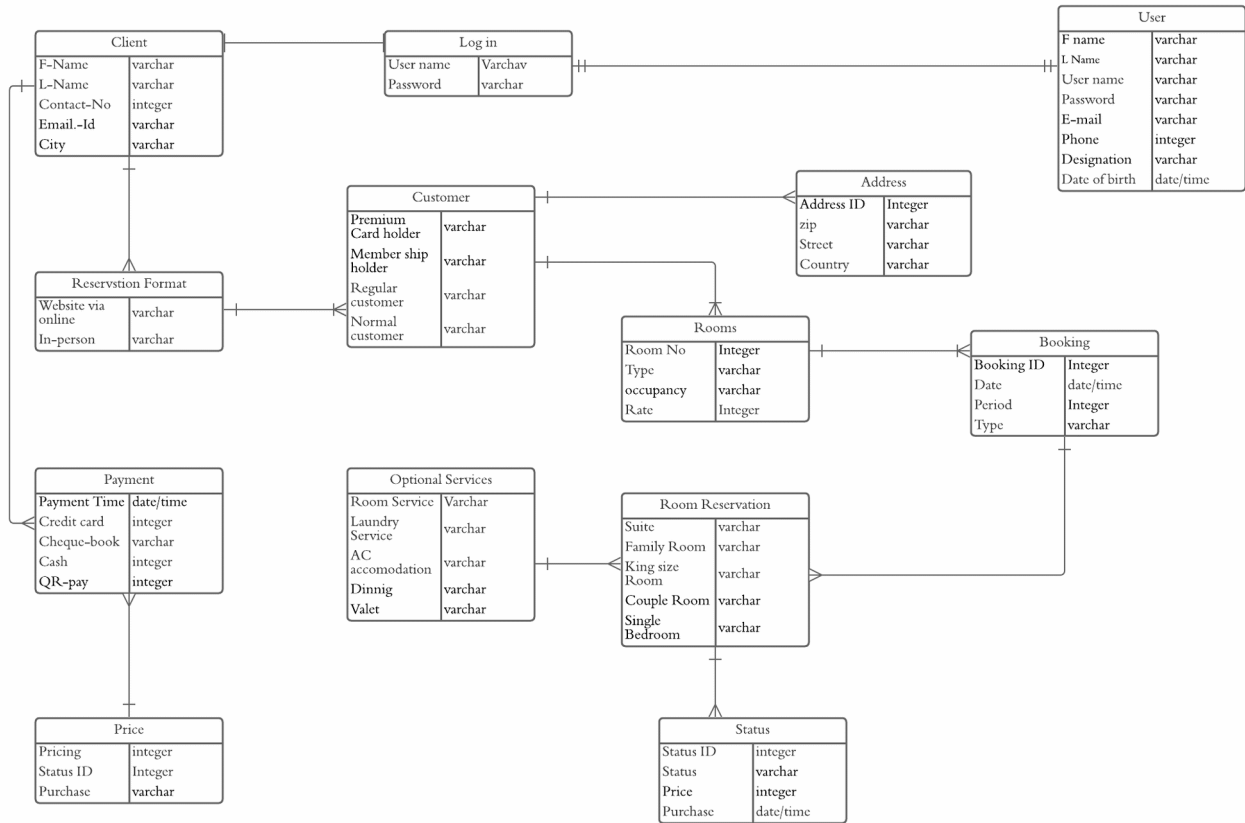 Client
F-Name varchar
L-Name varchar
Contact-No integer
Email.-Id varchar
City varchar
Log in
User name Varchav
Password varchar
User
F name varchar
L Name varchar
User name varchar
Password varchar
E-mail varchar
Phone integer
Designation varchar
Date of birth date/time
Customer
Premium
Card holder varchar
Member ship
holder varchar
Regular
customer varchar
Normal
customer varchar
Address
Address ID Integer
zip varchar
Street varchar
Country varchar
Reservstion Format
Website via
online varchar
In-person varchar
Rooms
Room No Integer
Type varchar
occupancy varchar
Rate Integer
Booking
Booking ID Integer
Date date/time
Period Integer
Type varchar
Payment
Payment Time date/time
Credit card integer
Cheque-book varchar
Cash integer
QR-pay integer
Optional Services
Room Service Varchar
Laundry
Service varchar
AC
accomodation varchar
Dinnig varchar
Valet varchar
Room Reservation
Suite varchar
Family Room varchar
King size
Room varchar
Couple Room varchar
Single
Bedroom varchar
Price
Pricing integer
Status ID Integer
Purchase varchar
Status
Status ID integer
Status varchar
Price integer
Purchase date/time